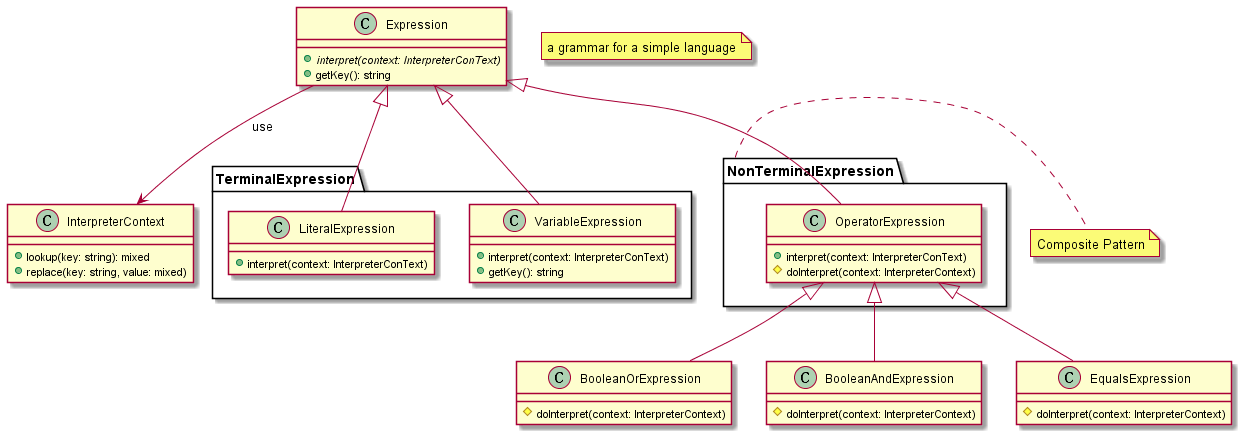 C Expression
interpret(context: InterpreterConText)
getKey(): string
a grammar for a simple language
use
TerminalExpression
NonTerminalExpression
C InterpreterContext
lookup(key: string): mixed
replace(key: string, value: mixed)
C LiteralExpression
interpret(context: InterpreterConText)
C VariableExpression
interpret(context: InterpreterConText)
getKey(): string
C OperatorExpression
interpret(context: InterpreterConText)
doInterpret(context: InterpreterContext)
Composite Pattern
C BooleanOrExpression
doInterpret(context: InterpreterContext)
C BooleanAndExpression
doInterpret(context: InterpreterContext)
C EqualsExpression
doInterpret(context: InterpreterContext)